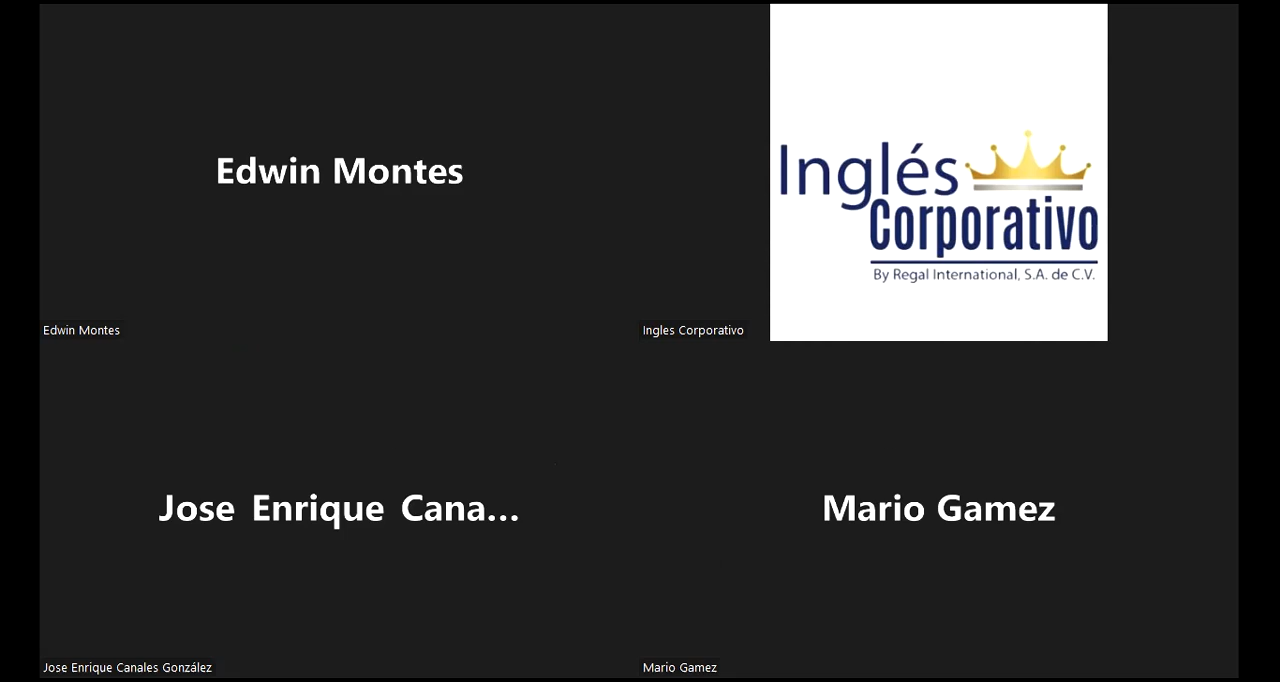 Edwin Montes
Edwin Montes
Inglés
Corporativo
By Regal International, S.A. de C.V.
Ingles Corporativo
Jose Enrique Cana...
Jose Enrique Canales González
Mario Gamez
Mario Gamez